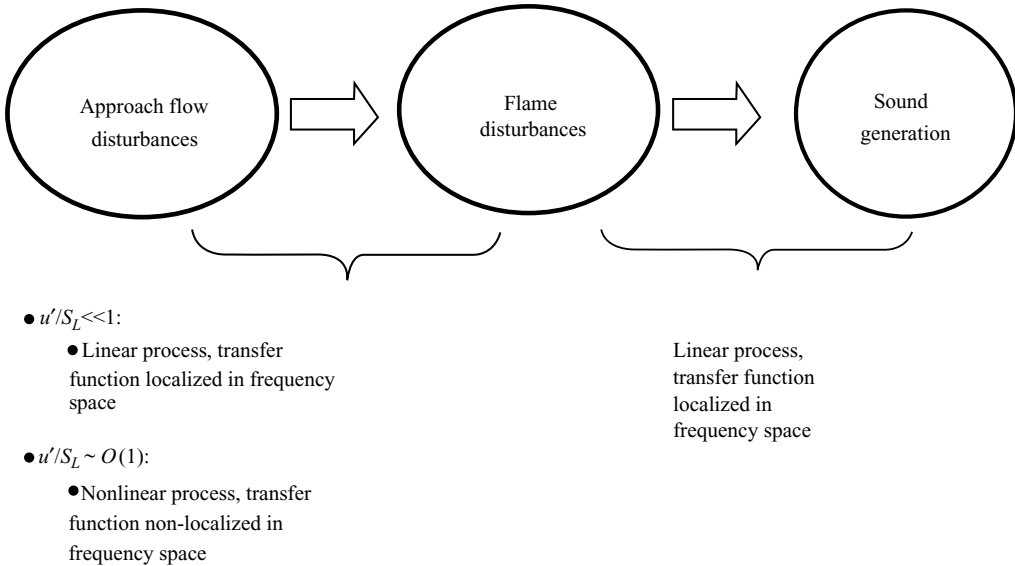 Approach flow
disturbances
Flame
disturbances
Sound
generation
● u′/S_L<<1:
● Linear process, transfer
function localized in frequency
space
● u′/S_L ~ O(1):
● Nonlinear process, transfer
function non-localized in
frequency space
Linear process,
transfer function
localized in
frequency space